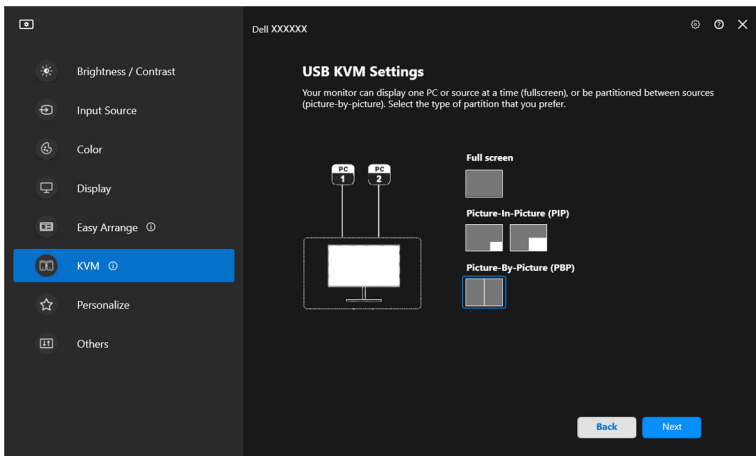 Dell XXXXXX
Brightness / Contrast
Input Source
Color
Display
Easy Arrange
KVM
Personalize
Others
USB KVM Settings
Your monitor can display one PC or source at a time (fullscreen), or be partitioned between sources
(picture-by-picture). Select the type of partition that you prefer.
PC
1
PC
2
Full screen
Picture-In-Picture (PIP)
Picture-By-Picture (PBP)
Back
Next